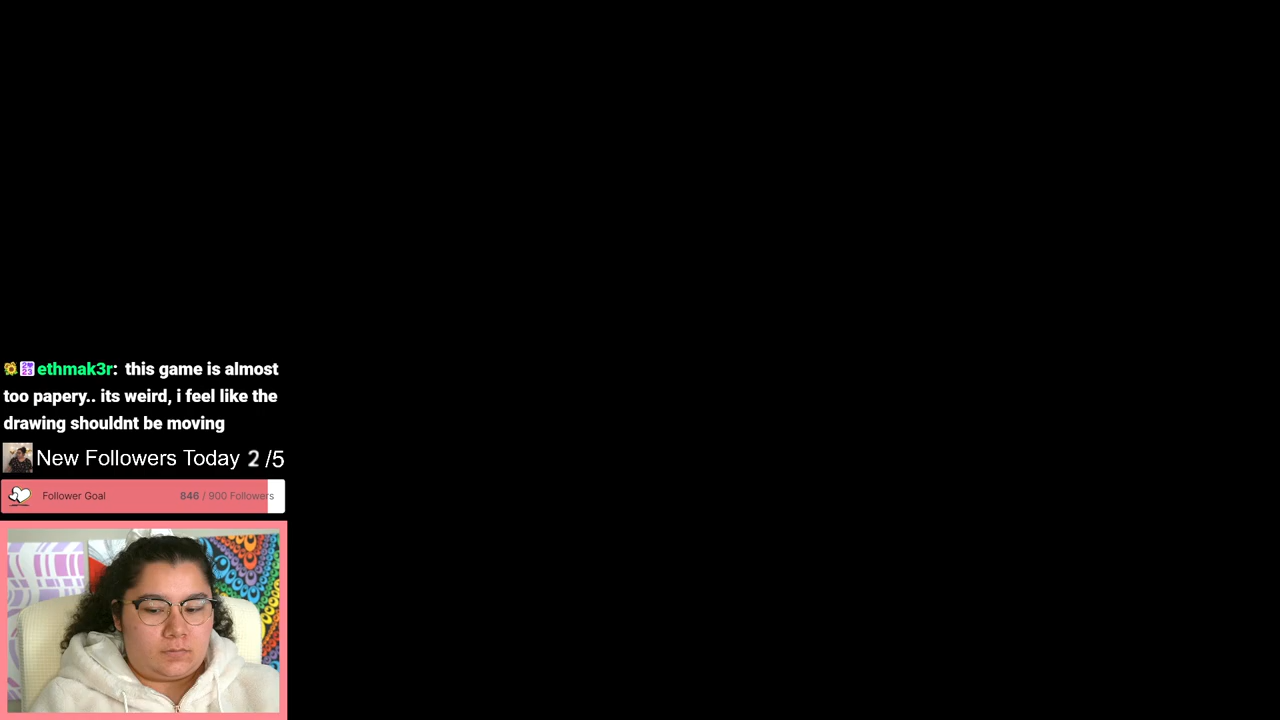 ethmak3r: this game is almost
too papery.. its weird, i feel like the
drawing shouldnt be moving
New Followers Today 2 /5
Follower Goal 846 / 900 Followers